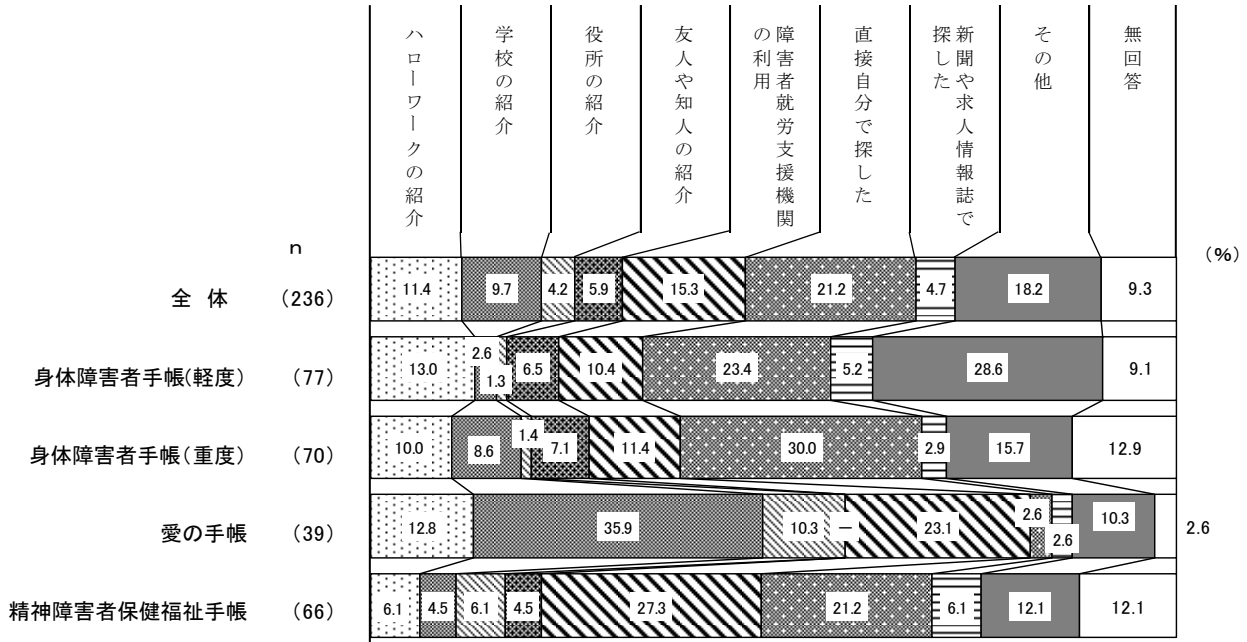 ハローワークの紹介
学校の紹介
役所の紹介
友人や知人の紹介
障害者就労支援機関
の利用
直接自分で探した
新聞や求人情報誌で
探した
その他
無回答
n
(%)
全 体 (236) 11.4 9.7 4.2 5.9 15.3 21.2 4.7 18.2 9.3
身体障害者手帳(軽度) (77) 13.0 2.6 1.3 6.5 10.4 23.4 5.2 28.6 9.1
身体障害者手帳(重度) (70) 10.0 8.6 1.4 7.1 11.4 30.0 2.9 15.7 12.9
愛の手帳 (39) 12.8 35.9 10.3 － 23.1 2.6 2.6 10.3 2.6
精神障害者保健福祉手帳 (66) 6.1 4.5 6.1 4.5 27.3 21.2 6.1 12.1 12.1